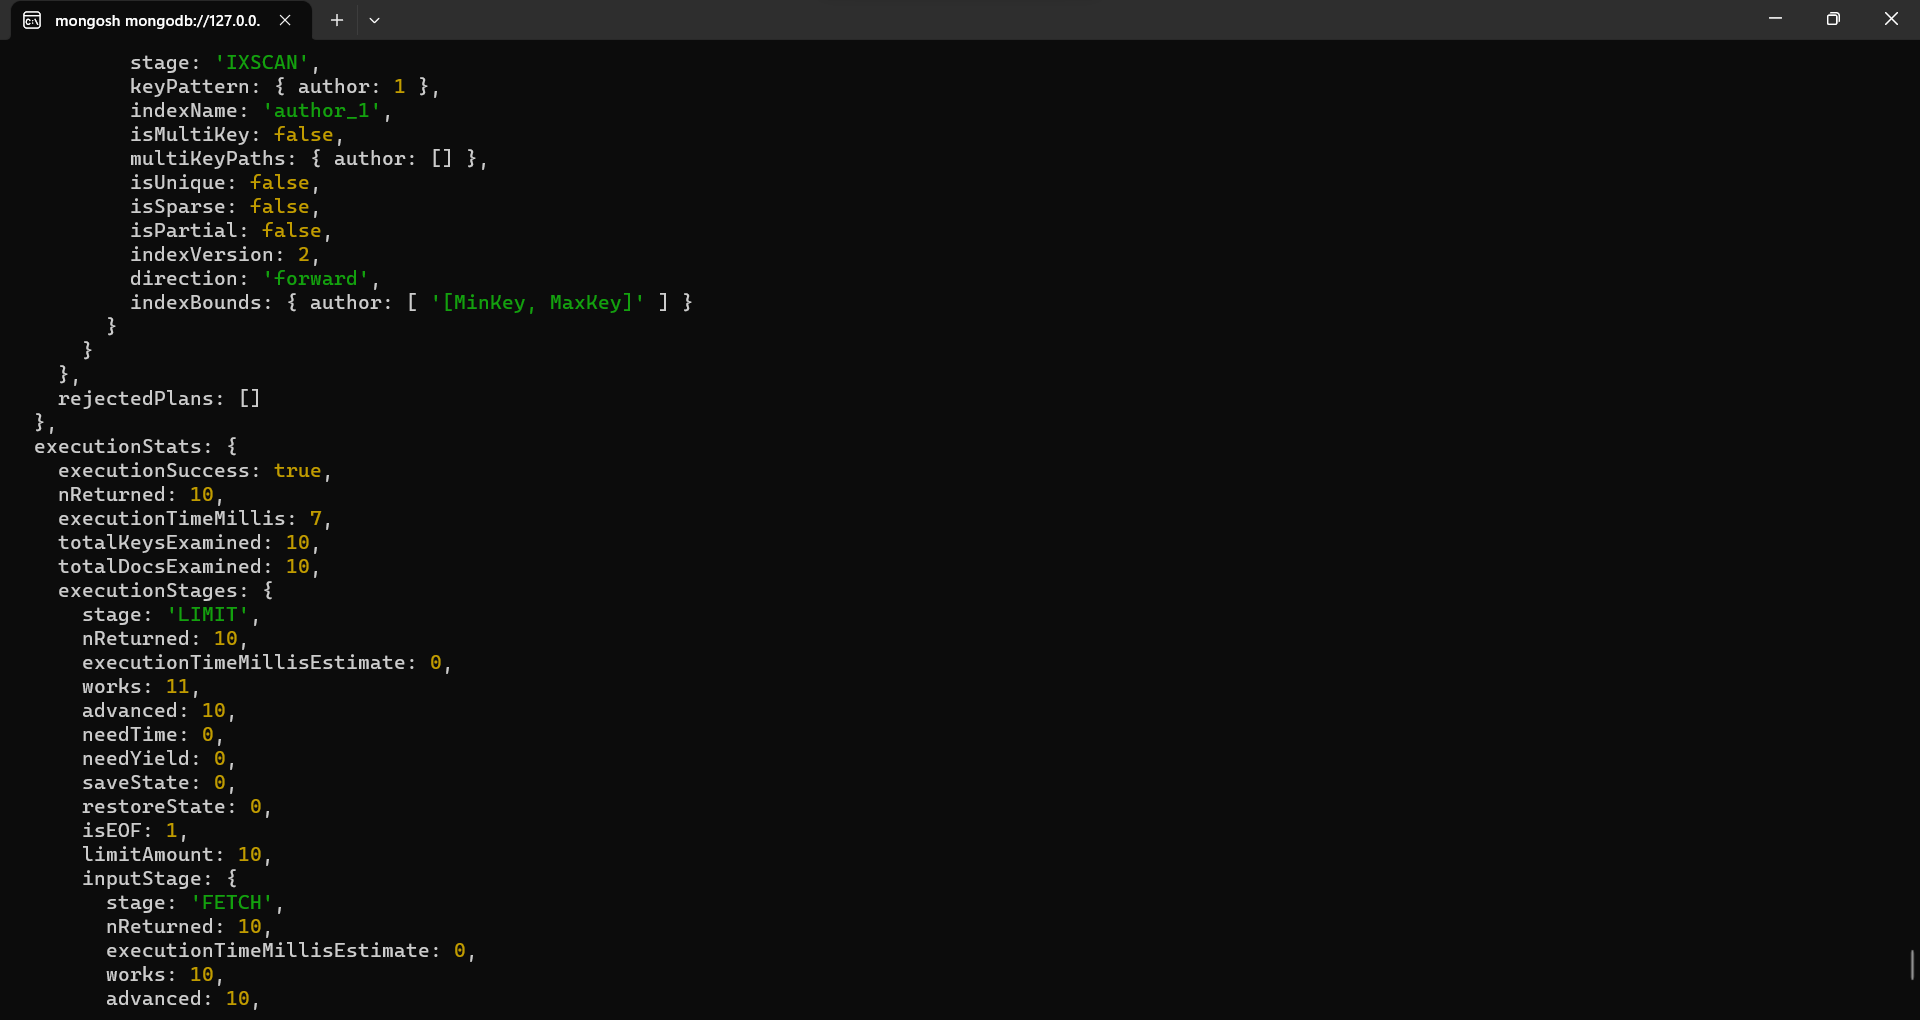 mongosh mongodb://127.0.0.
stage: 'IXSCAN',
keyPattern: { author: 1 },
indexName: 'author_1',
isMultiKey: false,
multiKeyPaths: { author: [] },
isUnique: false,
isSparse: false,
isPartial: false,
indexVersion: 2,
direction: 'forward',
indexBounds: { author: [ '[MinKey, MaxKey]' ] }
}
}
},
rejectedPlans: []
},
executionStats: {
executionSuccess: true,
nReturned: 10,
executionTimeMillis: 7,
totalKeysExamined: 10,
totalDocsExamined: 10,
executionStages: {
stage: 'LIMIT',
nReturned: 10,
executionTimeMillisEstimate: 0,
works: 11,
advanced: 10,
needTime: 0,
needYield: 0,
saveState: 0,
restoreState: 0,
isEOF: 1,
limitAmount: 10,
inputStage: {
stage: 'FETCH',
nReturned: 10,
executionTimeMillisEstimate: 0,
works: 10,
advanced: 10,